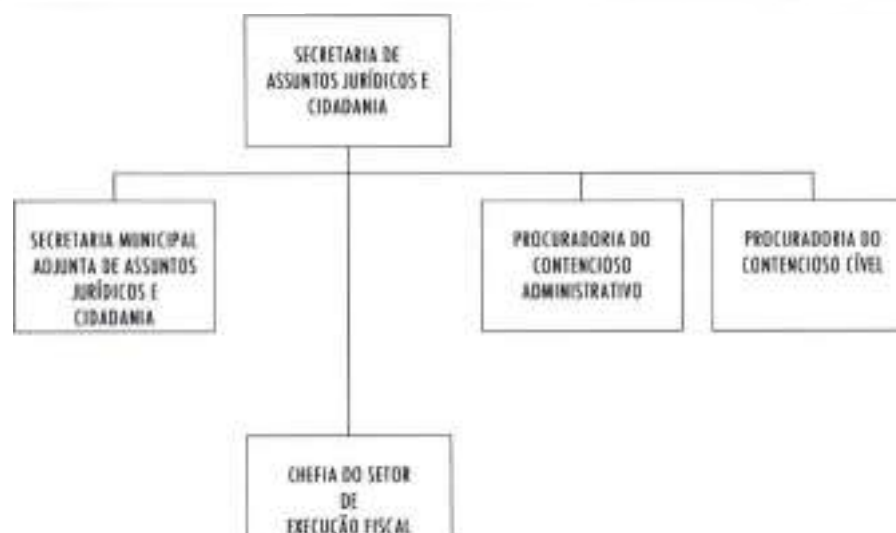 SECRETARIA DE
ASSUNTOS JURÍDICOS E
CIDADANIA
SECRETARIA MUNICIPAL
ADJUNTA DE ASSUNTOS
JURÍDICOS E
CIDADANIA
PROCURADORIA DO
CONTENCIOSO
ADMINISTRATIVO
PROCURADORIA DO
CONTENCIOSO CÍVEL
CHEFIA DO SETOR
DE
EXECUÇÃO FISCAL